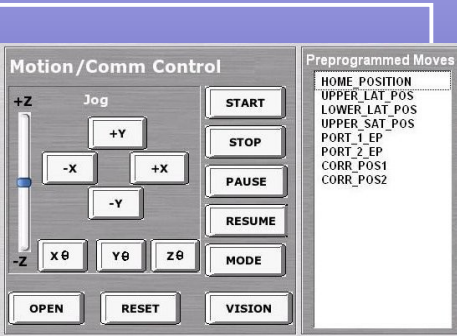 Motion/Comm Control
+Z
Jog
+Y
-X
+X
-Y
-Z
Xθ
Yθ
Zθ
START
STOP
PAUSE
RESUME
MODE
OPEN
RESET
VISION
Preprogrammed Moves
HOME_POSITION
UPPER_LAT_POS
LOWER_LAT_POS
UPPER_SAT_POS
PORT_1_EP
PORT_2_EP
CORR_POS1
CORR_POS2